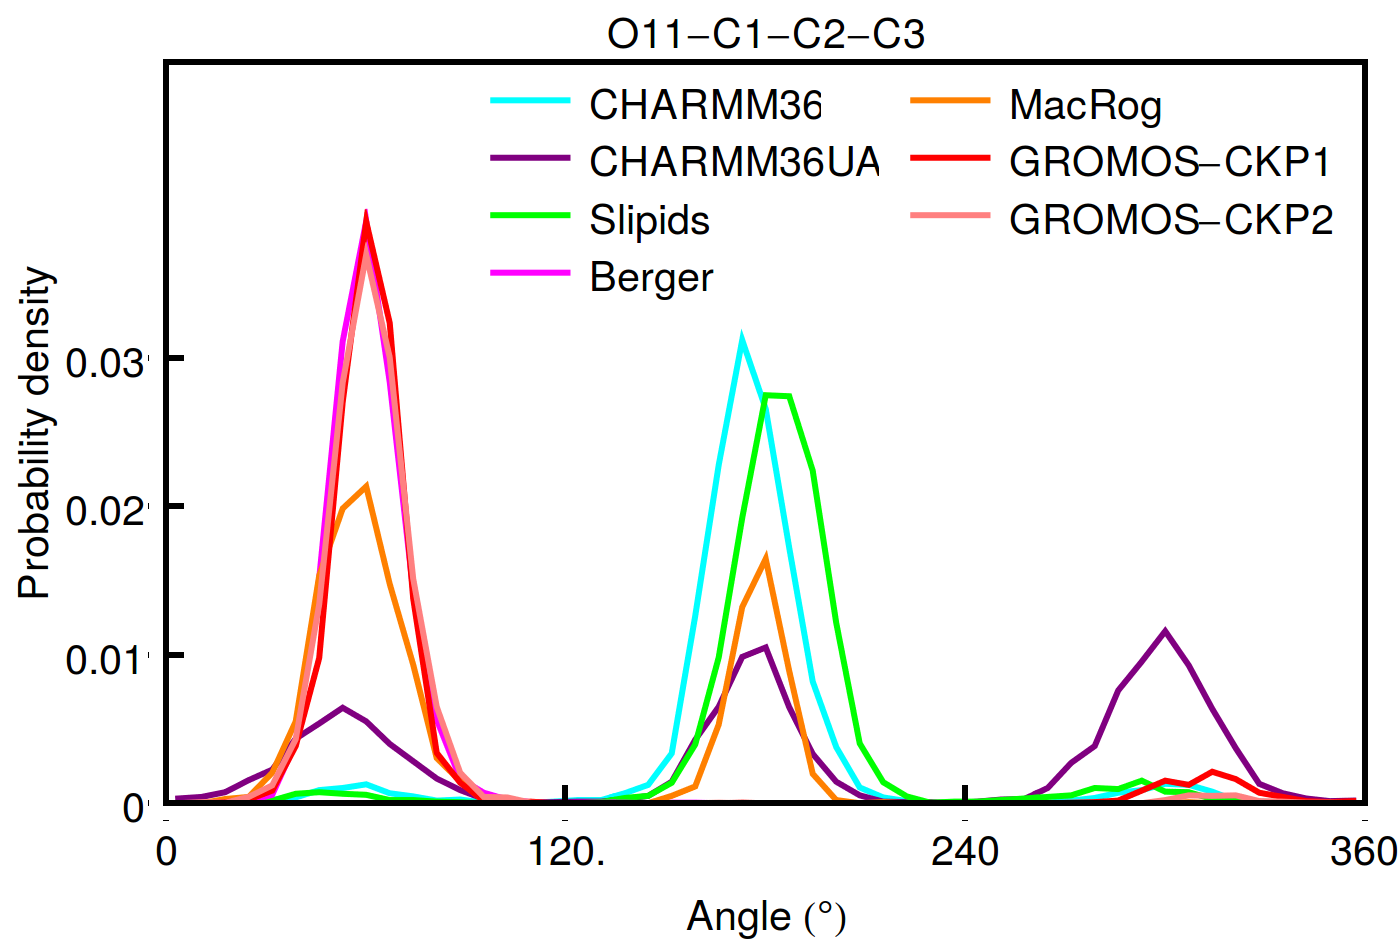 O11−C1−C2−C3
CHARMM36
CHARMM36UA
Slipids
Berger
MacRog
GROMOS−CKP1
GROMOS−CKP2
Probability density
0.03
0.02
0.01
0
0 120. 240 360
Angle (°)